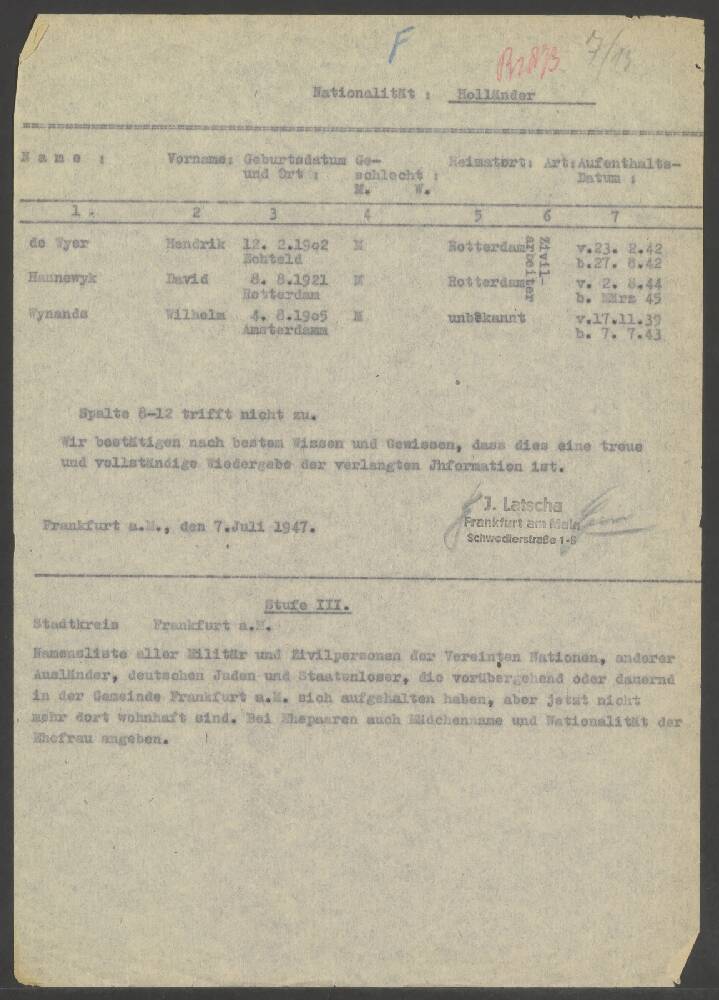 F
7/13
Nationalität : Holländer
Name : Vorname: Geburtsdatum Ge- Heimatort: Art: Aufenthalts-
und Ort : schlecht : Datum :
M. W.
1. 2 3 4 5 6 7
de Wyer Hendrik 12. 2.19o2 M Rotterdam Zivil- v.23. 2.42
Echteld arbeiter b.27. 8.42
Hannewyk David 8. 8.1921 M Rotterdam v. 2. 8.44
Rotterdam b. März 45
Wynands Wilhelm 4. 8.19o5 M unbekannt v.17.11.39
Amsterdamm b. 7. 7.43
Spalte 8-12 trifft nicht zu.
Wir bestätigen nach bestem Wissen und Gewissen, dass dies eine treue
und vollständige Wiedergabe der verlangten Jnformation ist.
J. Latscha
Frankfurt am Main
Schwedlerstraße 1-5
Frankfurt a.M., den 7.Juli 1947.
Stufe III.
Stadtkreis Frankfurt a.M.
Namensliste aller Militär und Zivilpersonen der Vereinten Nationen, anderer
Ausländer, deutschen Juden und Staatenloser, die vorübergehend oder dauernd
in der Gemeinde Frankfurt a.M. sich aufgehalten haben, aber jetzt nicht
mehr dort wohnhaft sind. Bei Ehepaaren auch Mädchenname und Nationalität der
Ehefrau angeben.